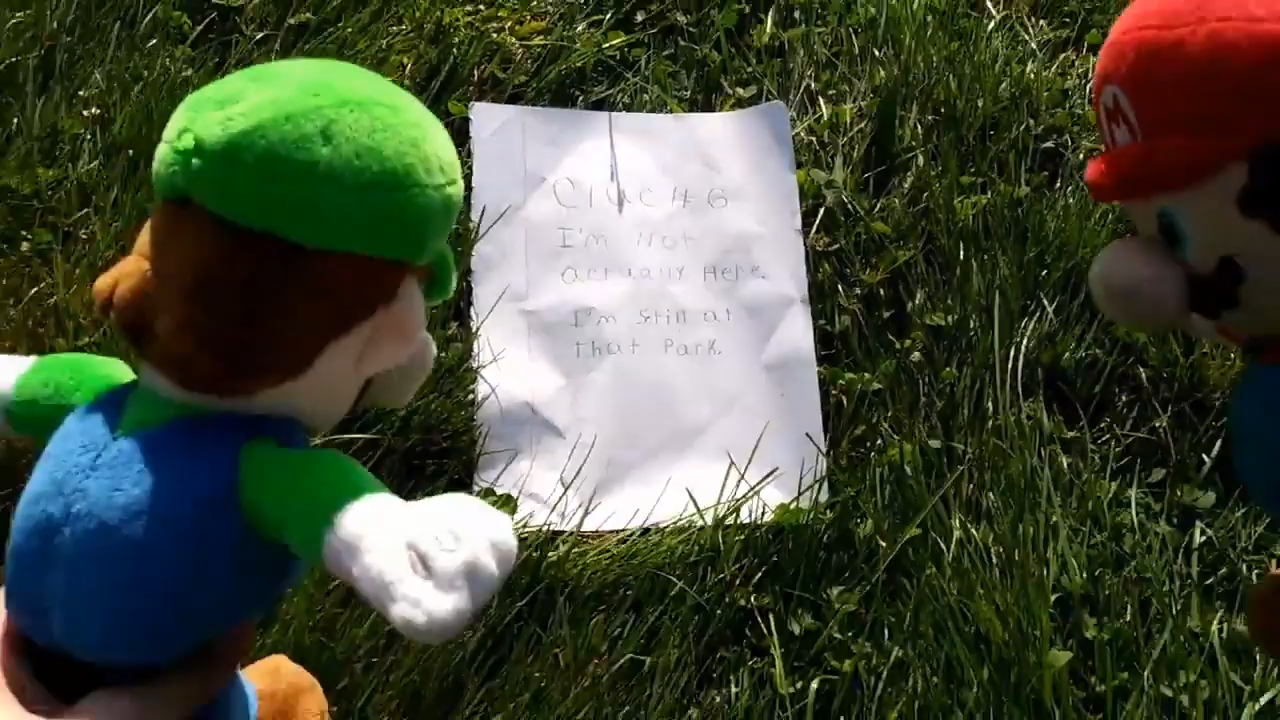 Clue #6
I'm Not
actually Here.
I'm Still at
that Park.
M